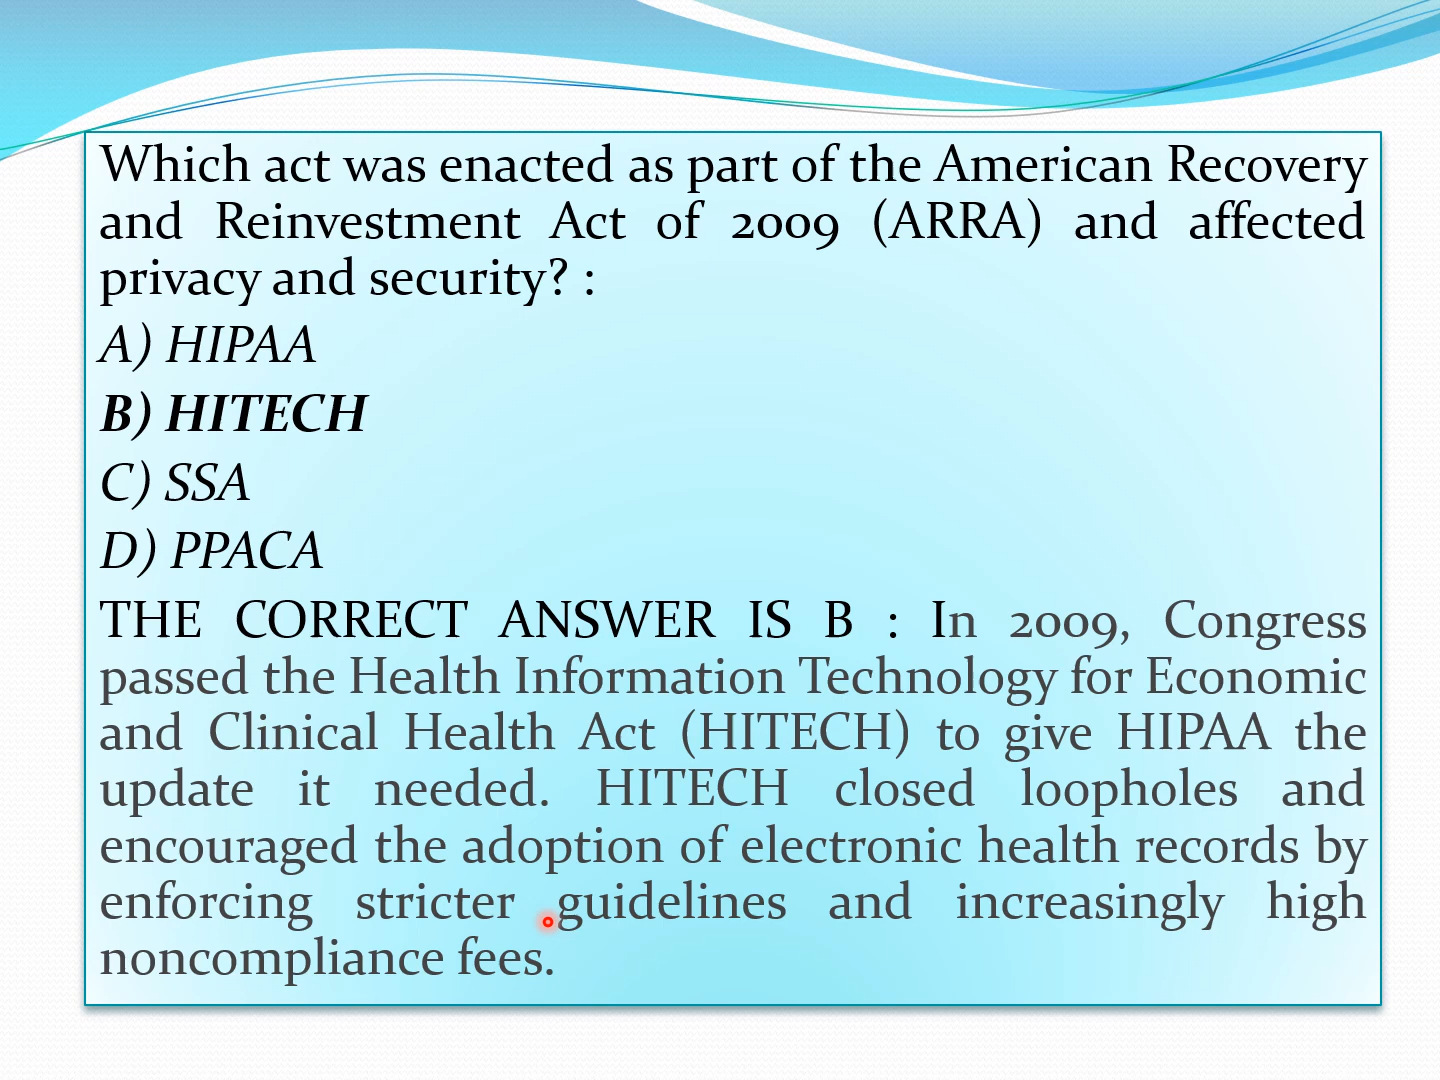 Which act was enacted as part of the American Recovery
and Reinvestment Act of 2009 (ARRA) and affected
privacy and security? :
A) HIPAA
B) HITECH
C) SSA
D) PPACA
THE CORRECT ANSWER IS B : In 2009, Congress
passed the Health Information Technology for Economic
and Clinical Health Act (HITECH) to give HIPAA the
update it needed. HITECH closed loopholes and
encouraged the adoption of electronic health records by
enforcing stricter guidelines and increasingly high
noncompliance fees.